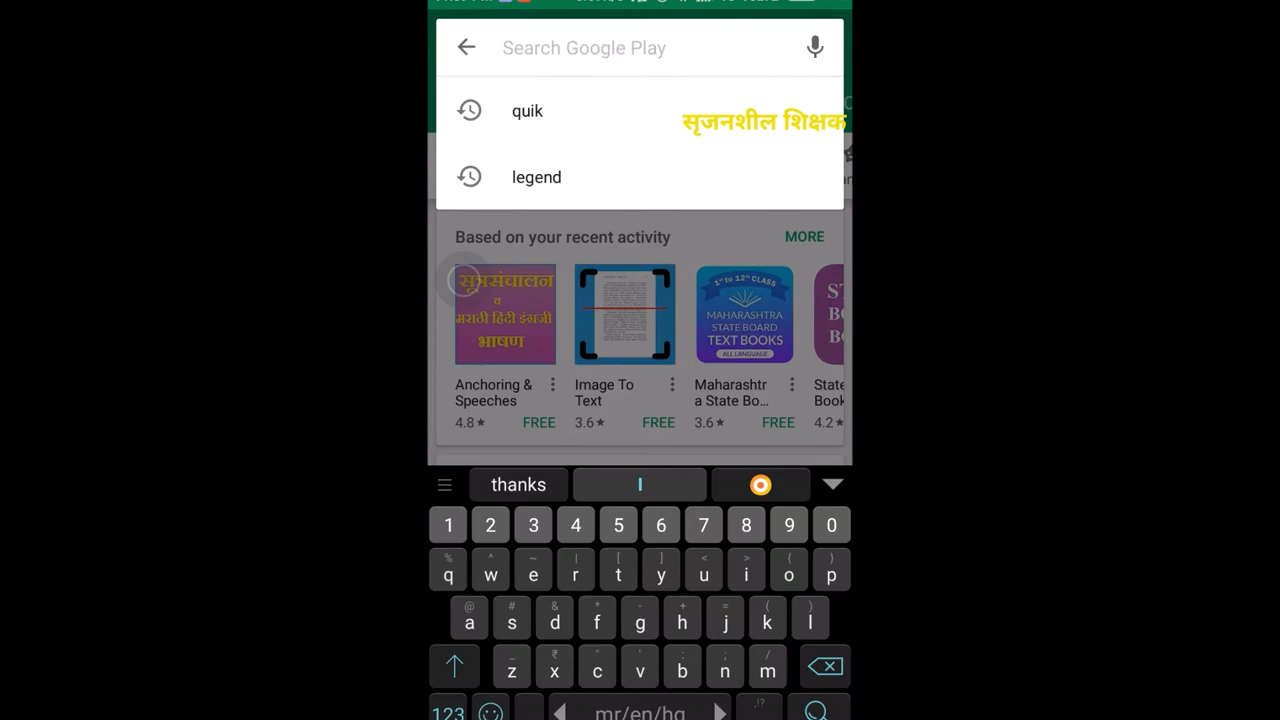 Search Google Play
quik
सृजनशील शिक्षक
legend
Based on your recent activity
MORE
सूत्रसंचालन
व
मराठी हिंदी इंग्रजी
भाषण
1st to 12th CLASS
MAHARASHTRA
STATE BOARD
TEXT BOOKS
ALL LANGUAGE
Anchoring &
Speeches
4.8★ FREE
Image To
Text
3.6★ FREE
Maharashtr
a State Bo...
3.6★ FREE
State
Book
4.2★
thanks I
1 2 3 4 5 6 7 8 9 0
% ^ ~ | [ ] < > { }
q w e r t y u i o p
@ # & * - + = ( )
a s d f g h j k l
_ ₹ " ' : ; /
z x c v b n m
,!?
123 mr/en/hg